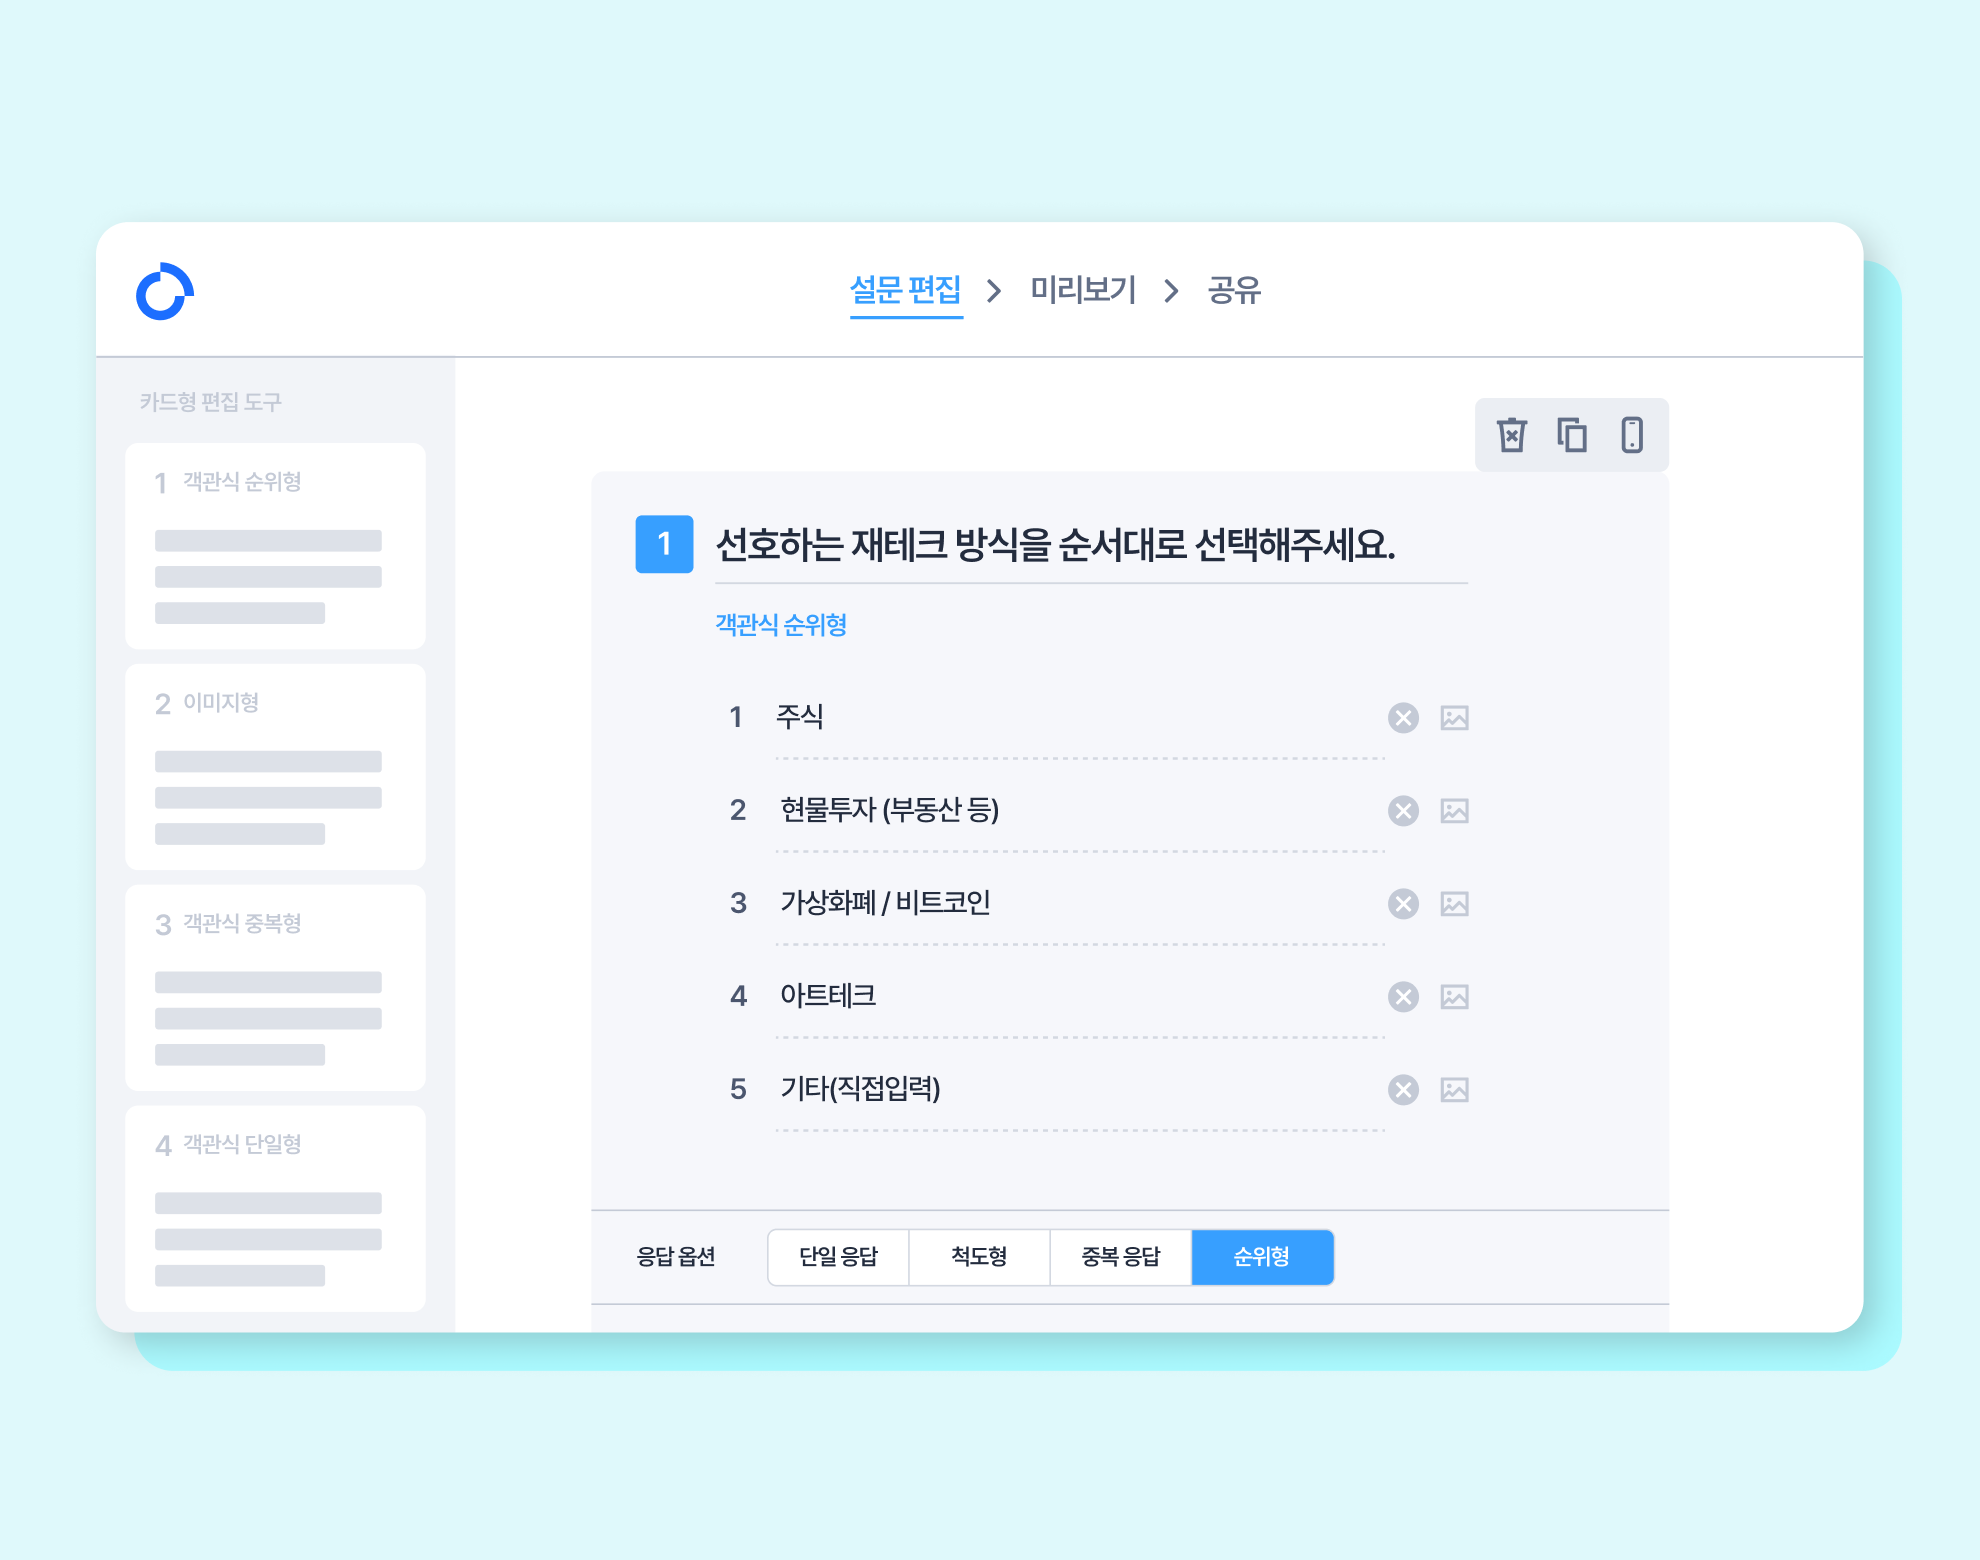 설문 편집 > 미리보기 > 공유
카드형 편집 도구
1 객관식 순위형
2 이미지형
3 객관식 중복형
4 객관식 단일형
1 선호하는 재테크 방식을 순서대로 선택해주세요.
객관식 순위형
1 주식
2 현물투자 (부동산 등)
3 가상화폐 / 비트코인
4 아트테크
5 기타(직접입력)
응답 옵션 단일 응답 척도형 중복 응답 순위형